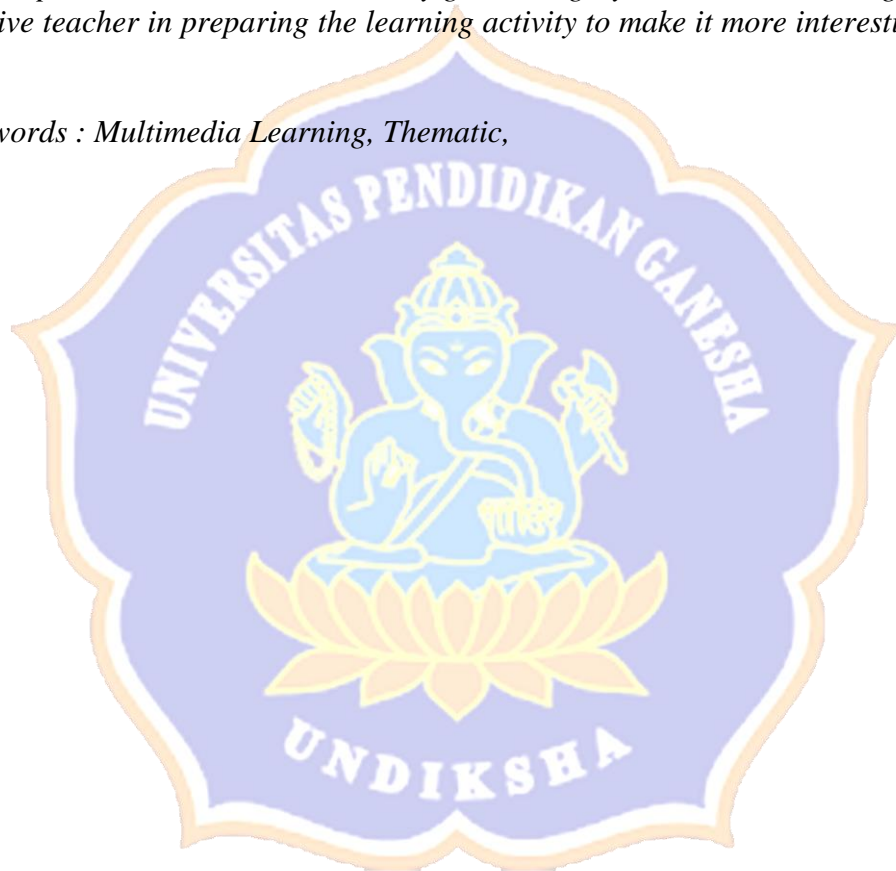 ive teacher in preparing the learning activity to make it more interesti
words : Multimedia Learning, Thematic,
UNIVERSITAS PENDIDIKAN GANESHA
UNDIKSHA